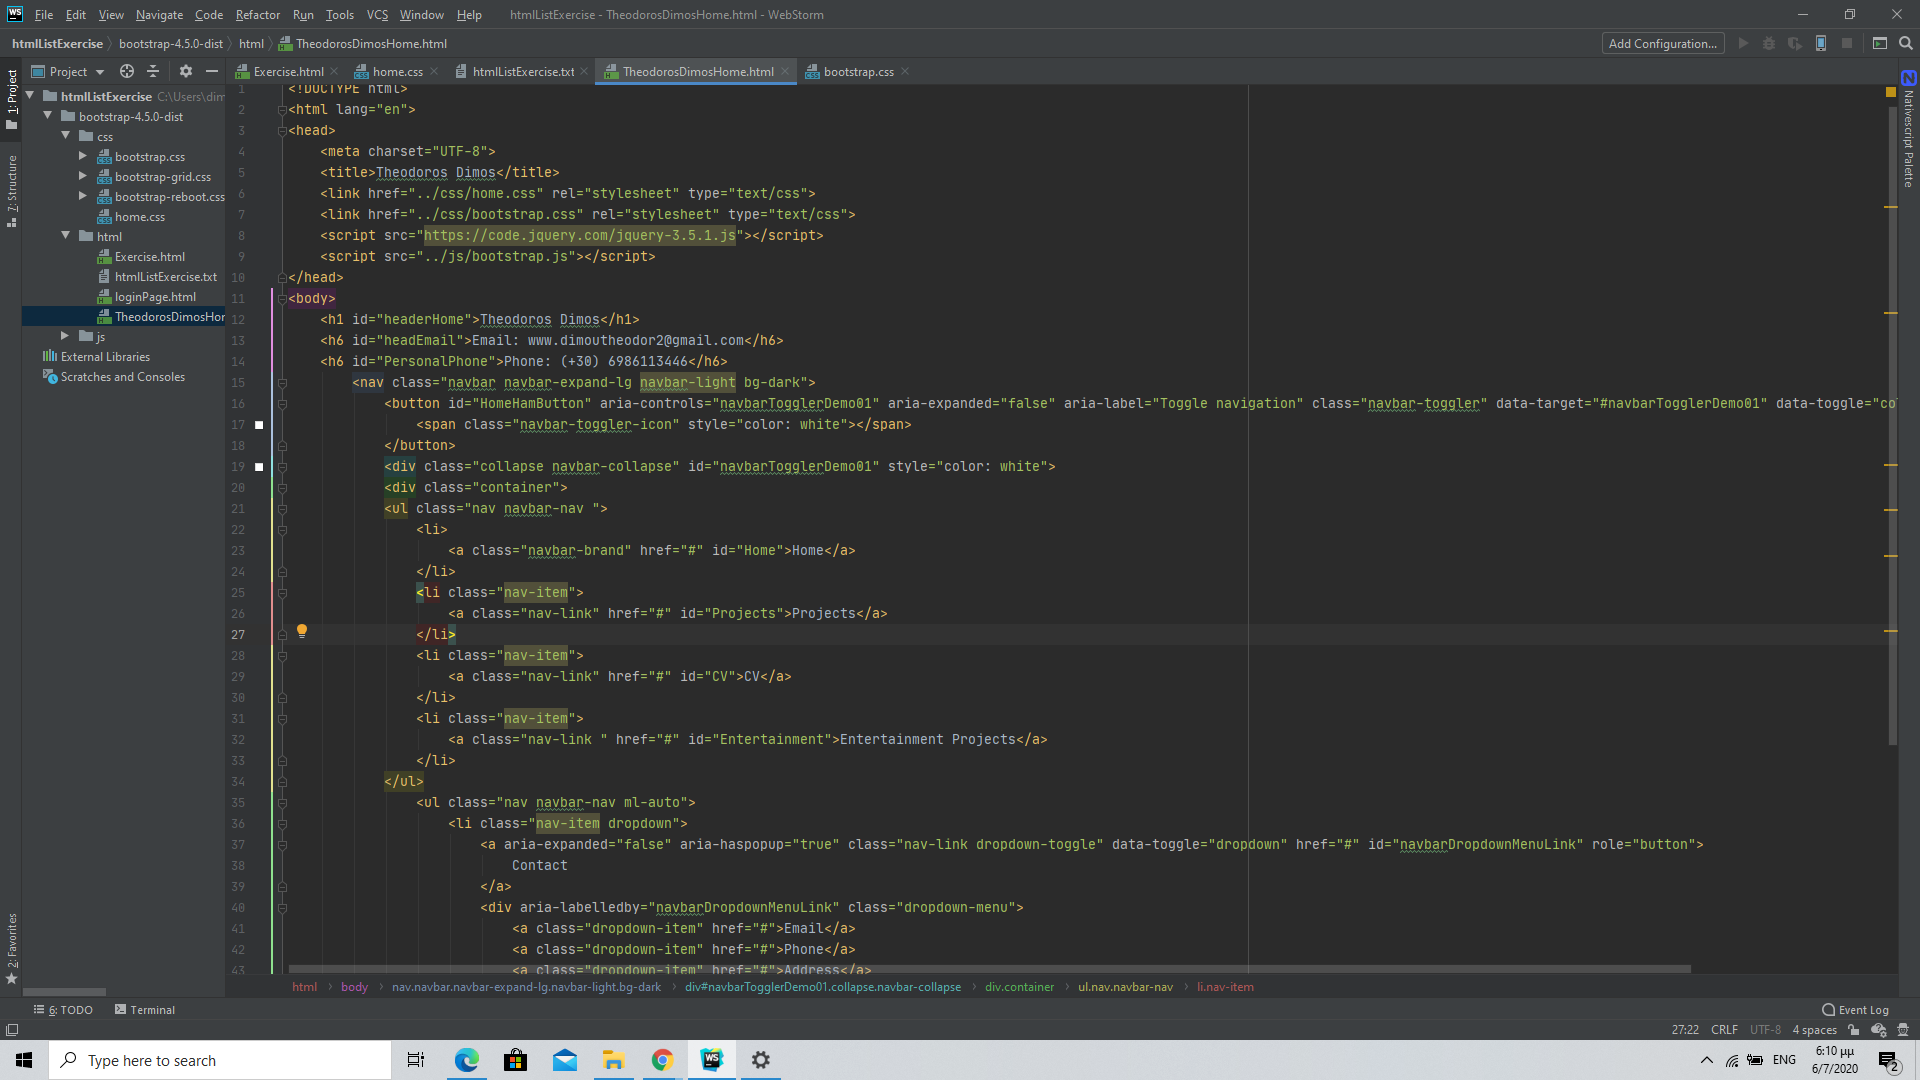 File Edit View Navigate Code Refactor Run Tools VCS Window Help htmlListExercise - TheodorosDimosHome.html - WebStorm
htmlListExercise bootstrap-4.5.0-dist html TheodorosDimosHome.html Add Configuration...
1: Project
7: Structure
2: Favorites
Project
Exercise.html home.css htmlListExercise.txt TheodorosDimosHome.html bootstrap.css
htmlListExercise C:\Users\dim
bootstrap-4.5.0-dist
css
bootstrap.css
bootstrap-grid.css
bootstrap-reboot.css
home.css
html
Exercise.html
htmlListExercise.txt
loginPage.html
TheodorosDimosHor
js
External Libraries
Scratches and Consoles
1 <!DOCTYPE html>
2 <html lang="en">
3 <head>
4 <meta charset="UTF-8">
5 <title>Theodoros Dimos</title>
6 <link href="../css/home.css" rel="stylesheet" type="text/css">
7 <link href="../css/bootstrap.css" rel="stylesheet" type="text/css">
8 <script src="https://code.jquery.com/jquery-3.5.1.js"></script>
9 <script src="../js/bootstrap.js"></script>
10 </head>
11 <body>
12 <h1 id="headerHome">Theodoros Dimos</h1>
13 <h6 id="headEmail">Email: www.dimoutheodor2@gmail.com</h6>
14 <h6 id="PersonalPhone">Phone: (+30) 6986113446</h6>
15 <nav class="navbar navbar-expand-lg navbar-light bg-dark">
16 <button id="HomeHamButton" aria-controls="navbarTogglerDemo01" aria-expanded="false" aria-label="Toggle navigation" class="navbar-toggler" data-target="#navbarTogglerDemo01" data-toggle="co
17 <span class="navbar-toggler-icon" style="color: white"></span>
18 </button>
19 <div class="collapse navbar-collapse" id="navbarTogglerDemo01" style="color: white">
20 <div class="container">
21 <ul class="nav navbar-nav ">
22 <li>
23 <a class="navbar-brand" href="#" id="Home">Home</a>
24 </li>
25 <li class="nav-item">
26 <a class="nav-link" href="#" id="Projects">Projects</a>
27 </li>
28 <li class="nav-item">
29 <a class="nav-link" href="#" id="CV">CV</a>
30 </li>
31 <li class="nav-item">
32 <a class="nav-link " href="#" id="Entertainment">Entertainment Projects</a>
33 </li>
34 </ul>
35 <ul class="nav navbar-nav ml-auto">
36 <li class="nav-item dropdown">
37 <a aria-expanded="false" aria-haspopup="true" class="nav-link dropdown-toggle" data-toggle="dropdown" href="#" id="navbarDropdownMenuLink" role="button">
38 Contact
39 </a>
40 <div aria-labelledby="navbarDropdownMenuLink" class="dropdown-menu">
41 <a class="dropdown-item" href="#">Email</a>
42 <a class="dropdown-item" href="#">Phone</a>
43 <a class="dropdown-item" href="#">Address</a>
Nativescript Palette
html body nav.navbar.navbar-expand-lg.navbar-light.bg-dark div#navbarTogglerDemo01.collapse.navbar-collapse div.container ul.nav.navbar-nav li.nav-item
6: TODO Terminal Event Log
27:22 CRLF UTF-8 4 spaces
Type here to search
ENG
6:10 μμ
6/7/2020
2